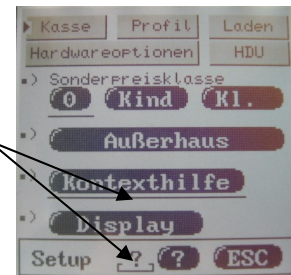 Kasse Profil Laden
Hardwareoptionen HDU
Sonderpreisklasse
0 Kind Kl.
Außerhaus
Kontexthilfe
Display
Setup ? ? ESC